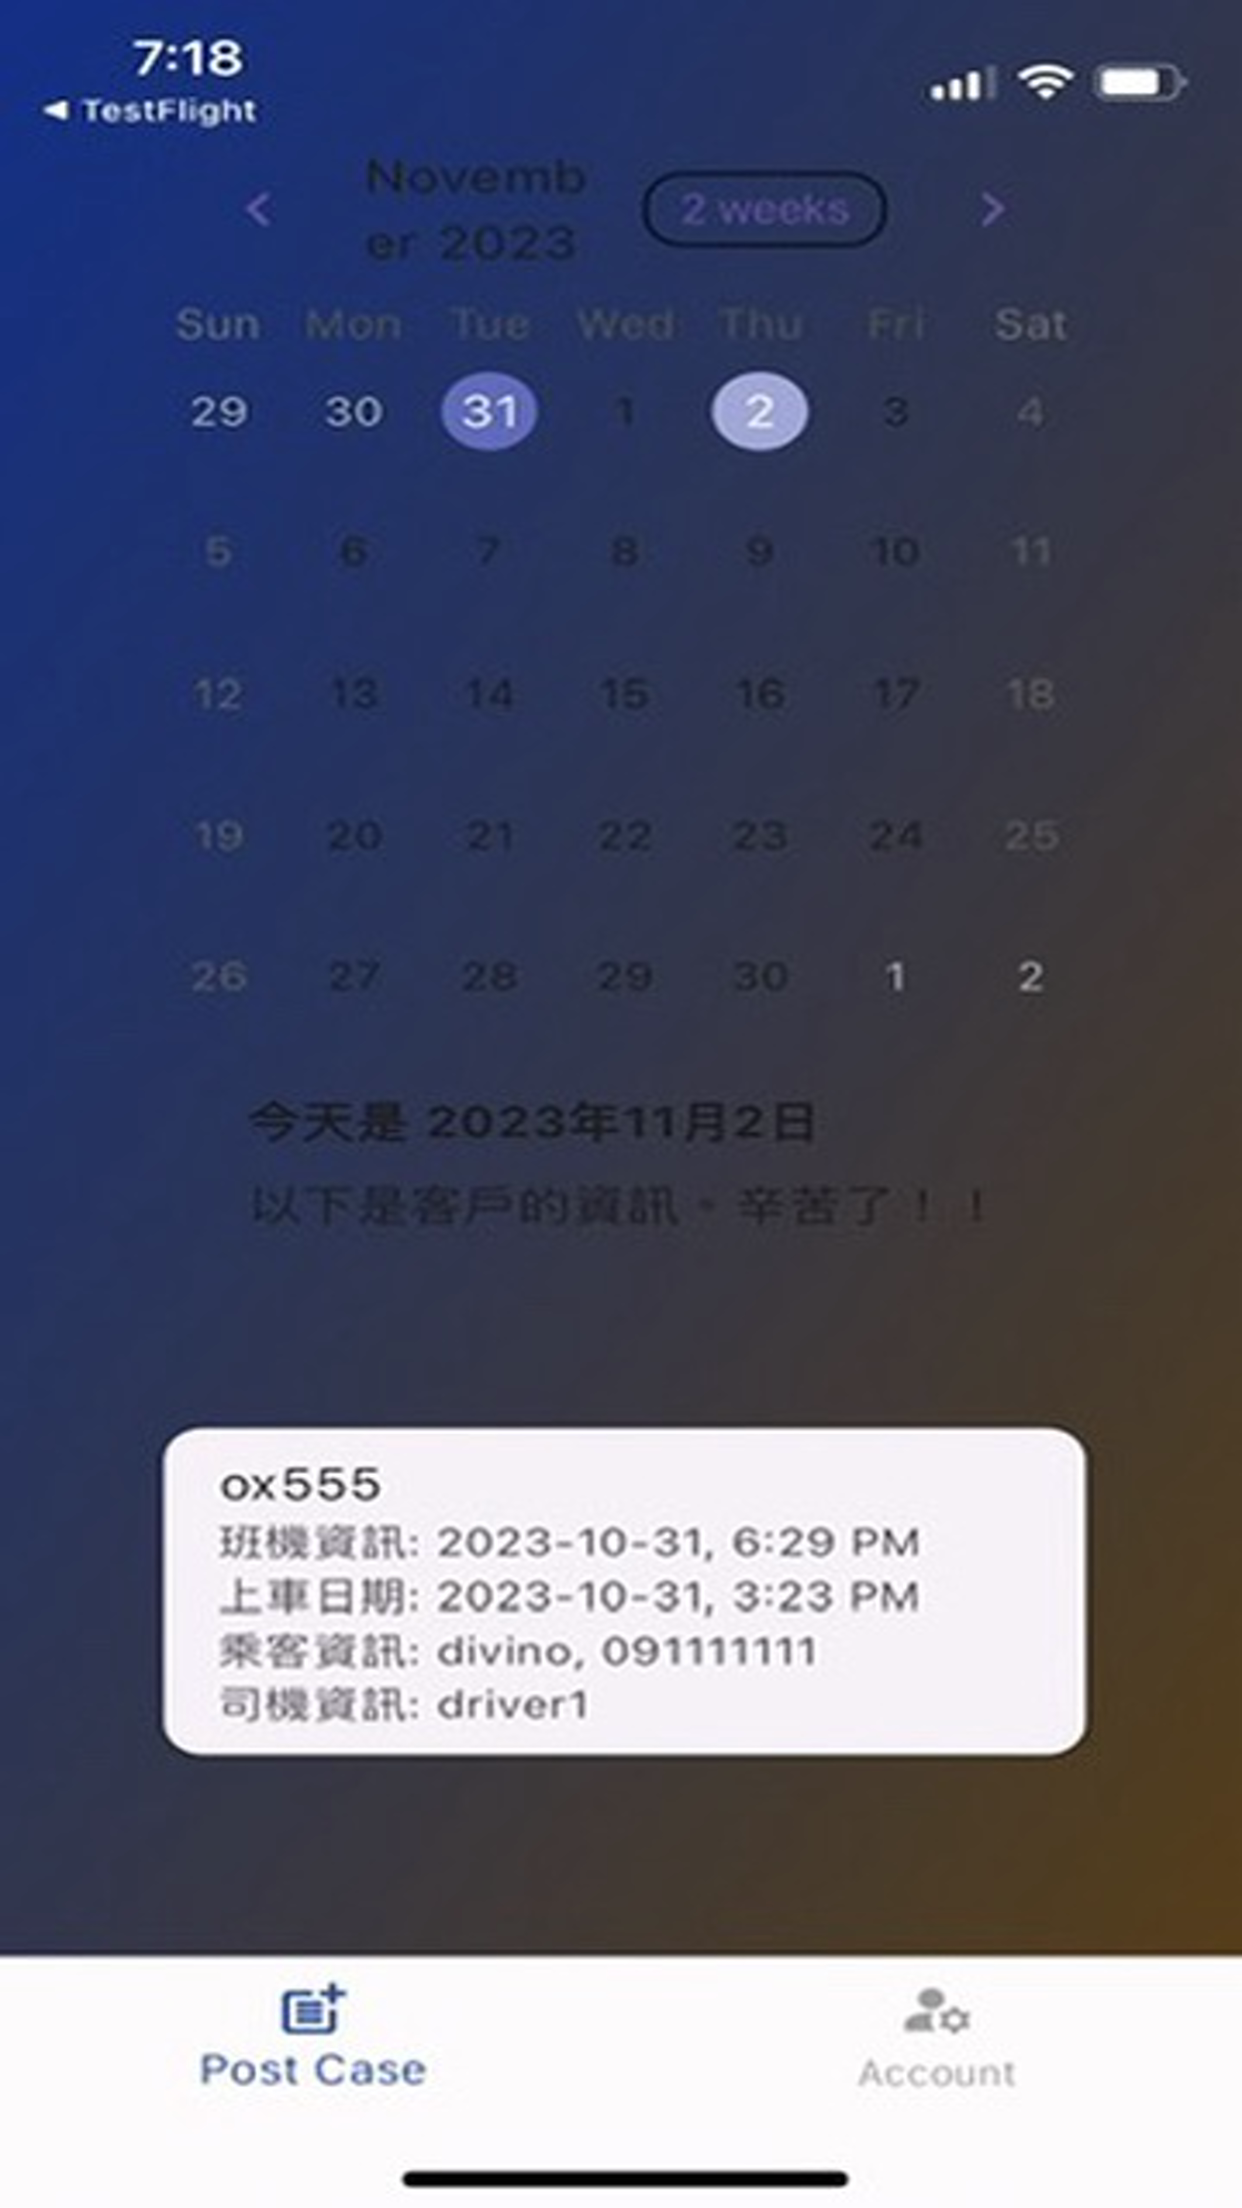 7:18
◀ TestFlight
Novemb
er 2023
2 weeks
Sun Mon Tue Wed Thu Fri Sat
29 30 31 1 2 3 4
5 6 7 8 9 10 11
12 13 14 15 16 17 18
19 20 21 22 23 24 25
26 27 28 29 30 1 2
今天是 2023年11月2日
以下是客戶的資訊。辛苦了！！
ox555
班機資訊: 2023-10-31, 6:29 PM
上車日期: 2023-10-31, 3:23 PM
乘客資訊: divino, 091111111
司機資訊: driver1
Post Case
Account